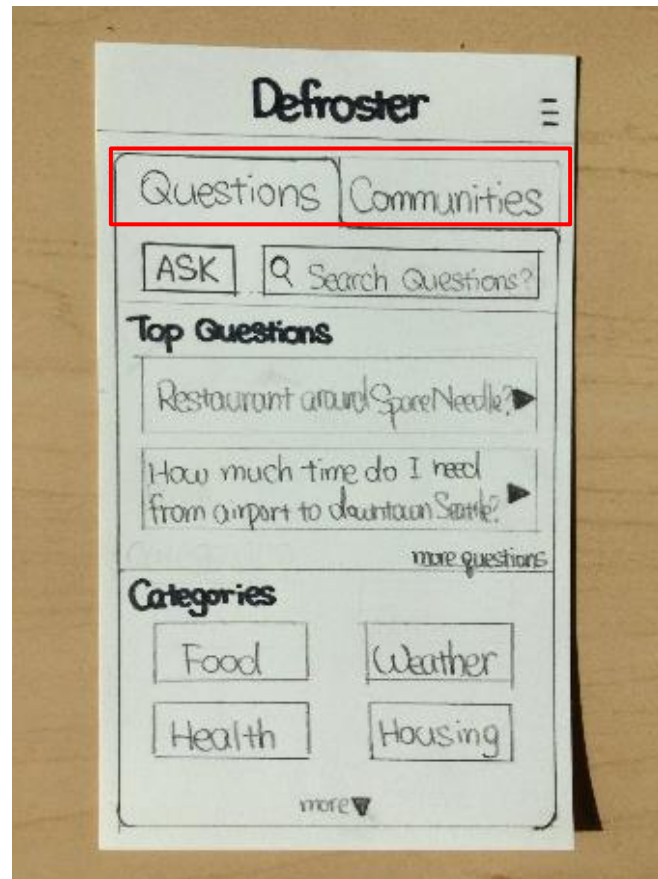 Defroster
Questions Communities
ASK Search Questions?
Top Questions
Restaurant around Space Needle?
How much time do I need
from airport to downtown Seattle?
more questions
Categories
Food Weather
Health Housing
more